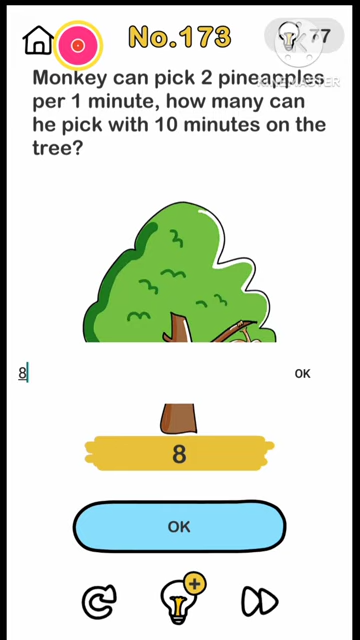 No.173
77
Monkey can pick 2 pineapples
per 1 minute, how many can
he pick with 10 minutes on the
tree?
8
OK
8
OK